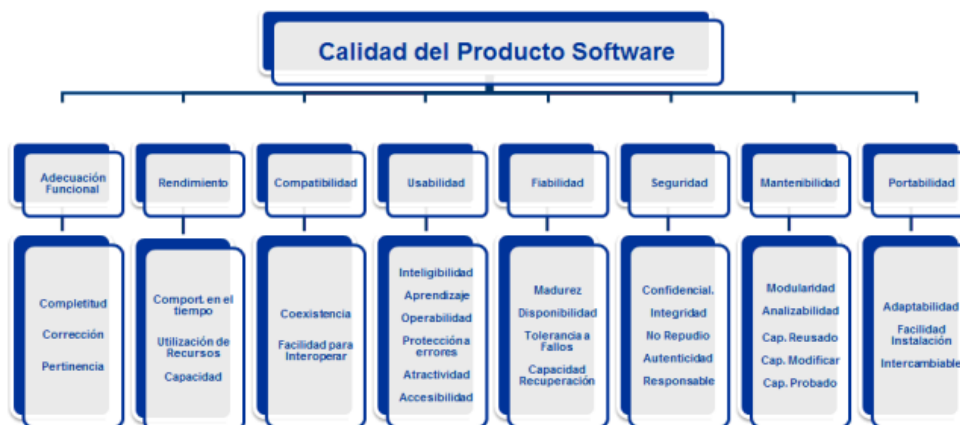 Calidad del Producto Software
Adecuación
Funcional
Rendimiento
Compatibilidad
Usabilidad
Fiabilidad
Seguridad
Mantenibilidad
Portabilidad
Completitud
Corrección
Pertinencia
Comport. en el
tiempo
Utilización de
Recursos
Capacidad
Coexistencia
Facilidad para
Interoperar
Inteligibilidad
Aprendizaje
Operabilidad
Protección a
errores
Atractividad
Accesibilidad
Madurez
Disponibilidad
Tolerancia a
Fallos
Capacidad
Recuperación
Confidencial.
Integridad
No Repudio
Autenticidad
Responsable
Modularidad
Analizabilidad
Cap. Reusado
Cap. Modificar
Cap. Probado
Adaptabilidad
Facilidad
Instalación
Intercambiable